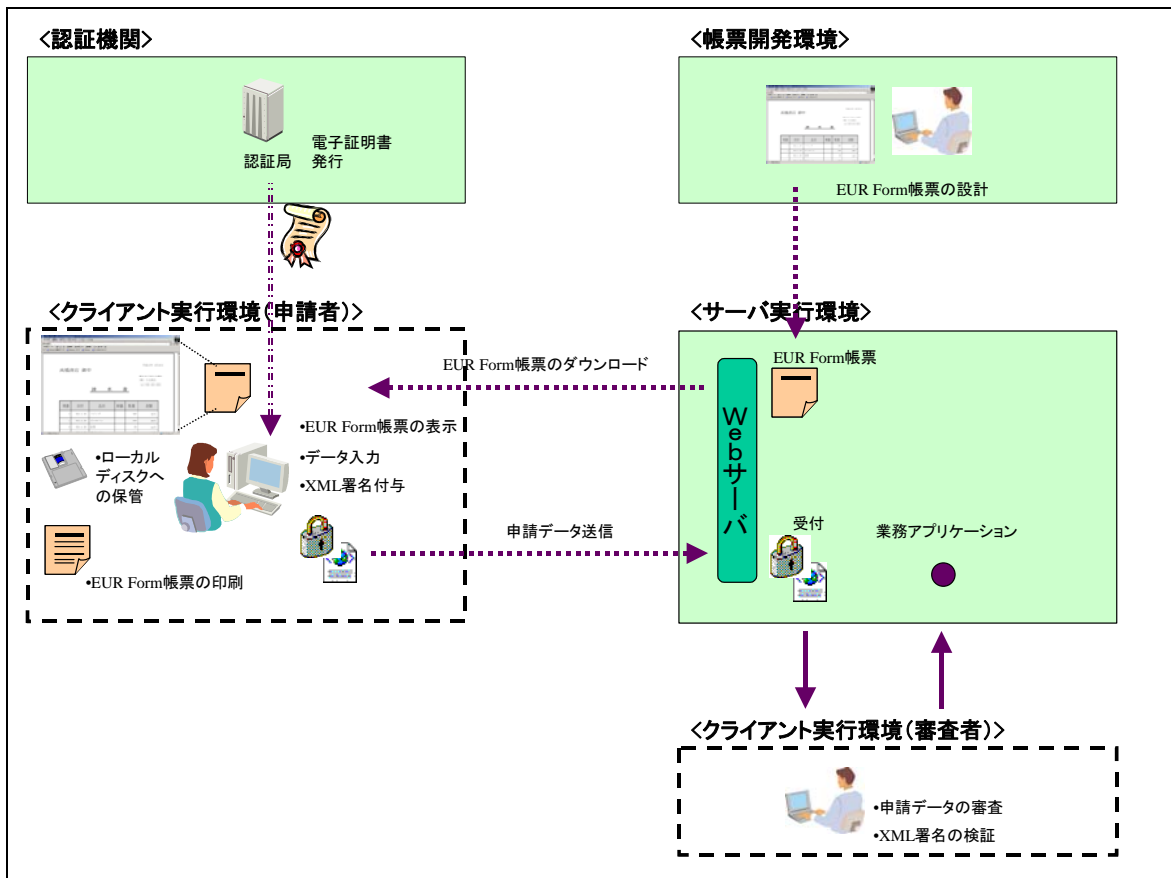 <認証機関>
認証局
電子証明書
発行
<帳票開発環境>
EUR Form帳票の設計
<クライアント実行環境(申請者)>
•EUR Form帳票の表示
•データ入力
•XML署名付与
•ローカル
ディスクへ
の保管
•EUR Form帳票の印刷
EUR Form帳票のダウンロード
申請データ送信
<サーバ実行環境>
Webサーバ
EUR Form帳票
受付
業務アプリケーション
<クライアント実行環境(審査者)>
•申請データの審査
•XML署名の検証